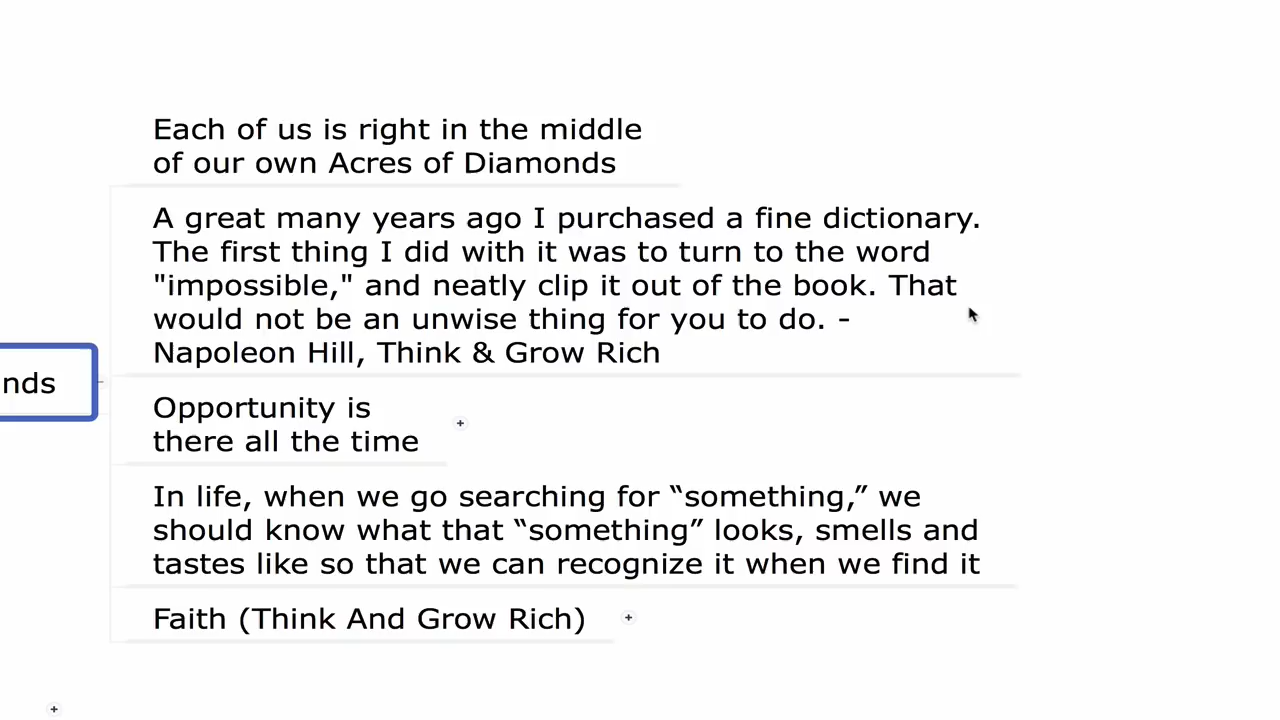 Each of us is right in the middle
of our own Acres of Diamonds
A great many years ago I purchased a fine dictionary.
The first thing I did with it was to turn to the word
"impossible," and neatly clip it out of the book. That
would not be an unwise thing for you to do. -
Napoleon Hill, Think & Grow Rich
nds
Opportunity is
there all the time
In life, when we go searching for “something,” we
should know what that “something” looks, smells and
tastes like so that we can recognize it when we find it
Faith (Think And Grow Rich)